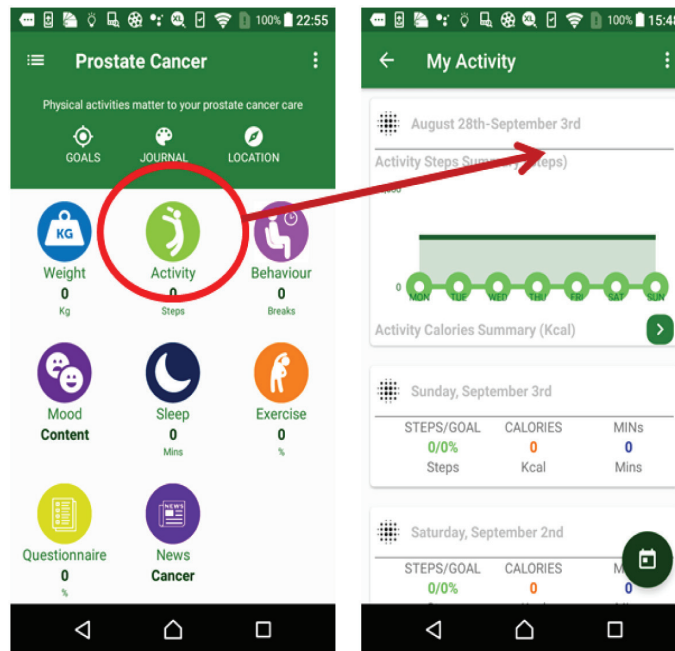 100% 22:55
Prostate Cancer
Physical activities matter to your prostate cancer care
GOALS JOURNAL LOCATION
KG
Weight Activity Behaviour
0 0 0
Kg Steps Breaks
Mood Sleep Exercise
Content 0 0
Mins %
NEWS
Questionnaire News
0 Cancer
%
100% 15:48
My Activity
August 28th-September 3rd
Activity Steps Summary (Steps)
0
MON TUE WED THU FRI SAT SUN
Activity Calories Summary (Kcal)
Sunday, September 3rd
STEPS/GOAL CALORIES MINs
0/0% 0 0
Steps Kcal Mins
Saturday, September 2nd
STEPS/GOAL CALORIES
0/0% 0 0